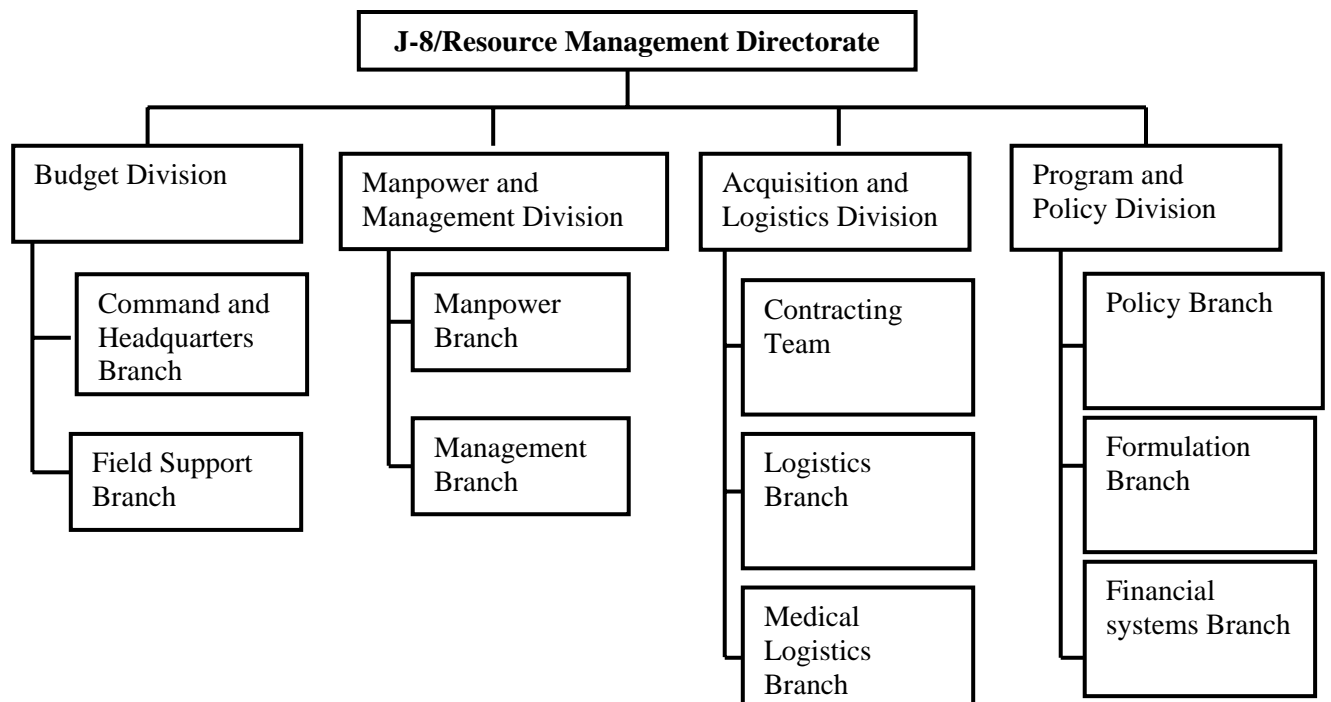 J-8/Resource Management Directorate
Budget Division
Command and
Headquarters
Branch
Field Support
Branch
Manpower and
Management Division
Manpower
Branch
Management
Branch
Acquisition and
Logistics Division
Contracting
Team
Logistics
Branch
Medical
Logistics
Branch
Program and
Policy Division
Policy Branch
Formulation
Branch
Financial
systems Branch